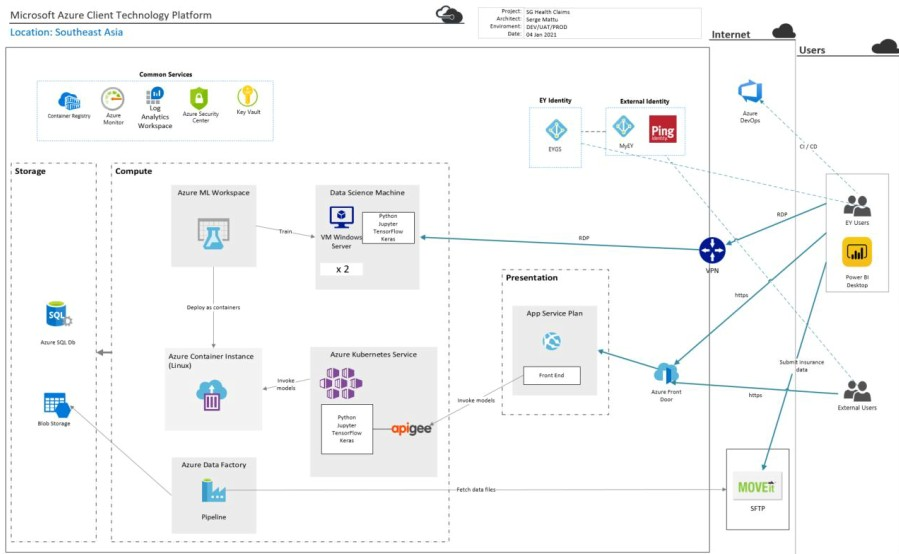 Microsoft Azure Client Technology Platform
Location: Southeast Asia
Project: SG Health Claims
Architect: Serge Mattu
Enviroment: DEV/UAT/PROD
Date: 04 Jan 2021
Internet
Users
Common Services
Container Registry
Azure
Monitor
Log
Analytics
Workspace
Azure Security
Center
Key Vault
EY Identity
EYGS
External Identity
MyEY
Ping
Identity
Azure
DevOps
CI / CD
Storage
Azure SQL Db
Blob Storage
Compute
Azure ML Workspace
Train
Data Science Machine
VM Windows
Server
Python
Jupyter
TensorFlow
Keras
x 2
RDP
VPN
RDP
EY Users
Power BI
Desktop
https
Deploy as containers
Azure Container Instance
(Linux)
Invoke
models
Azure Kubernetes Service
Python
Jupyter
TensorFlow
Keras
apigee
Invoke models
Presentation
App Service Plan
Front End
Azure Front
Door
Submit insurance
data
https
External Users
Azure Data Factory
Pipeline
Fetch data files
MOVEit
SFTP
SQL